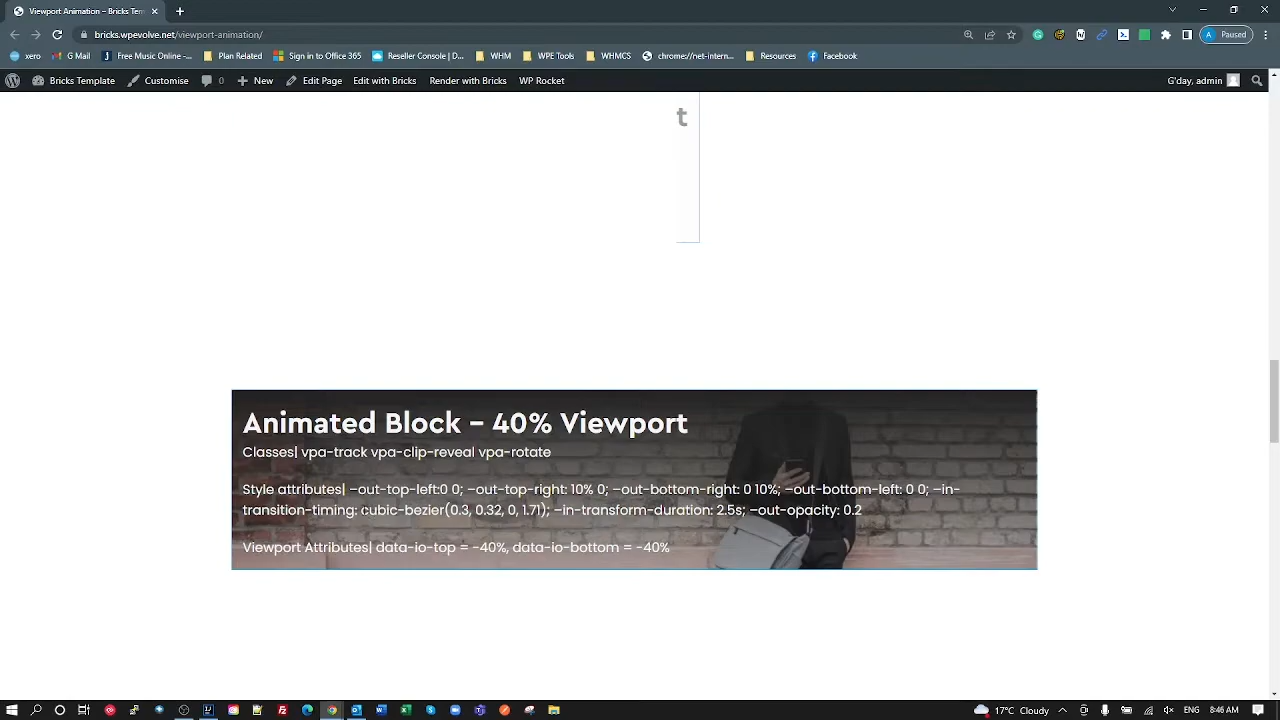 Viewport Animation – Bricks Tem
bricks.wpevolve.net/viewport-animation/
A Paused
xero
G Mail
Free Music Online -...
Plan Related
Sign in to Office 365
Reseller Console | D...
WHM
WPE Tools
WHMCS
chrome://net-intern...
Resources
Facebook
Bricks Template
Customise
0
New
Edit Page
Edit with Bricks
Render with Bricks
WP Rocket
G'day, admin
t
Animated Block – 40% Viewport
Classes| vpa-track vpa-clip-reveal vpa-rotate
Style attributes| –out-top-left:0 0; –out-top-right: 10% 0; –out-bottom-right: 0 10%; –out-bottom-left: 0 0; –in-
transition-timing: cubic-bezier(0.3, 0.32, 0, 1.71); –in-transform-duration: 2.5s; –out-opacity: 0.2
Viewport Attributes| data-io-top = -40%, data-io-bottom = -40%
17°C Cloudy
ENG
8:46 AM